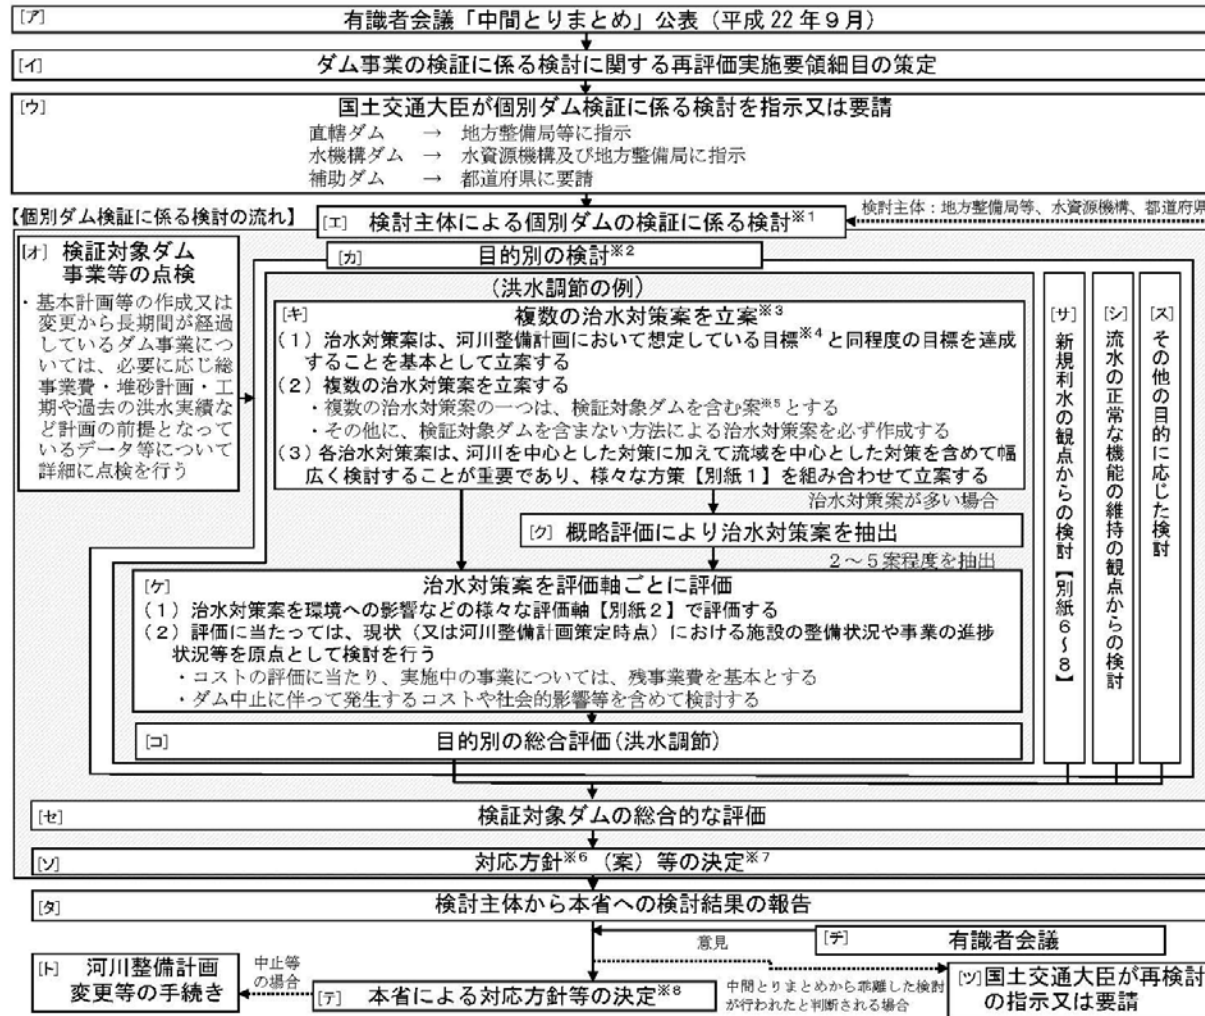 [ア] 有識者会議「中間とりまとめ」公表（平成22年9月）
[イ] ダム事業の検証に係る検討に関する再評価実施要領細目の策定
[ウ] 国土交通大臣が個別ダム検証に係る検討を指示又は要請
直轄ダム → 地方整備局等に指示
水機構ダム → 水資源機構及び地方整備局に指示
補助ダム → 都道府県に要請
【個別ダム検証に係る検討の流れ】
[エ] 検討主体による個別ダムの検証に係る検討※1
検討主体：地方整備局等、水資源機構、都道府県
[オ] 検証対象ダム
事業等の点検
・基本計画等の作成又は
変更から長期間が経過
しているダム事業につ
いては、必要に応じ総
事業費・堆砂計画・工
期や過去の洪水実績な
ど計画の前提となって
いるデータ等について
詳細に点検を行う
[カ] 目的別の検討※2
（洪水調節の例）
[キ] 複数の治水対策案を立案※3
（1）治水対策案は、河川整備計画において想定している目標※4と同程度の目標を達成
することを基本として立案する
（2）複数の治水対策案を立案する
・複数の治水対策案の一つは、検証対象ダムを含む案※5とする
・その他に、検証対象ダムを含まない方法による治水対策案を必ず作成する
（3）各治水対策案は、河川を中心とした対策に加えて流域を中心とした対策を含めて幅
広く検討することが重要であり、様々な方策【別紙1】を組み合わせて立案する
治水対策案が多い場合
[ク] 概略評価により治水対策案を抽出
2～5案程度を抽出
[ケ] 治水対策案を評価軸ごとに評価
（1）治水対策案を環境への影響などの様々な評価軸【別紙2】で評価する
（2）評価に当たっては、現状（又は河川整備計画策定時点）における施設の整備状況や事業の進捗
状況等を原点として検討を行う
・コストの評価に当たり、実施中の事業については、残事業費を基本とする
・ダム中止に伴って発生するコストや社会的影響等を含めて検討する
[コ] 目的別の総合評価（洪水調節）
[サ] 新規利水の観点からの検討【別紙6～8】
[シ] 流水の正常な機能の維持の観点からの検討
[ス] その他の目的に応じた検討
[セ] 検証対象ダムの総合的な評価
[ソ] 対応方針※6（案）等の決定※7
[タ] 検討主体から本省への検討結果の報告
意見
[チ] 有識者会議
[ト] 河川整備計画
変更等の手続き
中止等
の場合
[テ] 本省による対応方針等の決定※8
中間とりまとめから乖離した検討
が行われたと判断される場合
[ツ] 国土交通大臣が再検討
の指示又は要請